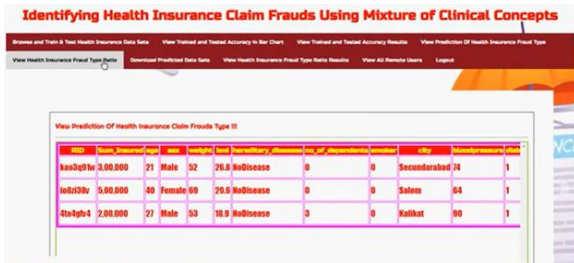 Identifying Health Insurance Claim Frauds Using Mixture of Clinical Concepts
Browse and Train & Test Health Insurance Data Sets View Trained and Tested Accuracy in Bar Chart View Trained and Tested Accuracy Results View Prediction Of Health Insurance Fraud Type
View Health Insurance Fraud Type Ratio Download Predicted Data Sets View Health Insurance Fraud Type Ratio Results View All Remote Users Logout
View Prediction Of Health Insurance Claim Frauds Type !!!
RID Sum_Insured age sex weight bmi hereditary_diseases no_of_dependents smoker city bloodpressure
kao3q91w 3,00,000 21 Male 52 26.8 NoDisease 0 0 Secundarabad 74 1
io8zi30v 5,00,000 40 Female 69 29.6 NoDisease 0 0 Salem 64 1
4ta4gfv4 2,00,000 27 Male 53 18.9 NoDisease 3 0 Kalikat 90 1